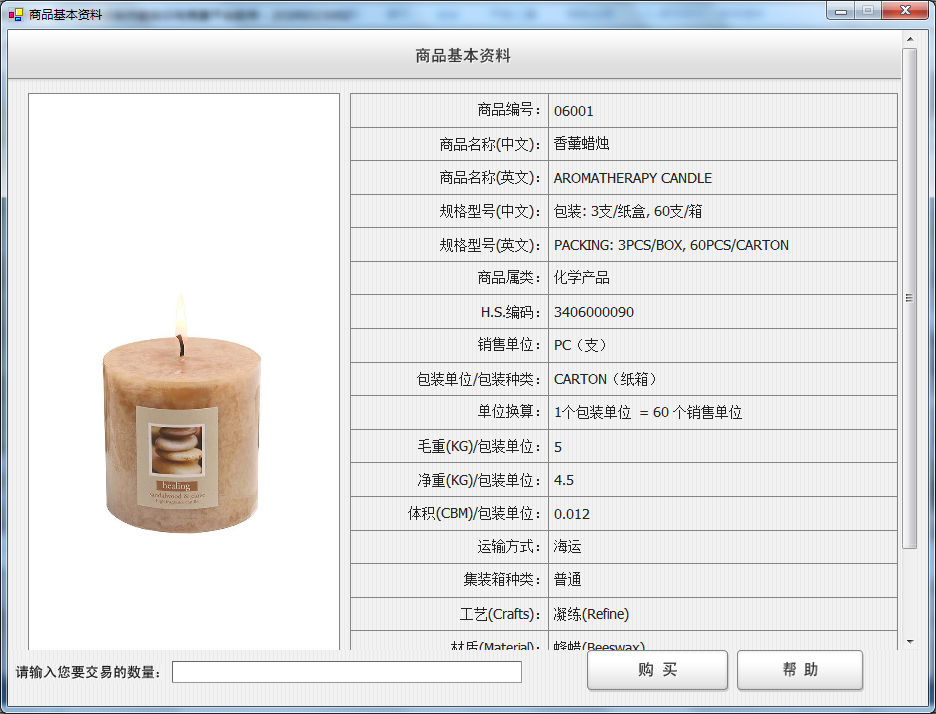 商品基本资料
商品基本资料
商品编号： 06001
商品名称(中文)： 香薰蜡烛
商品名称(英文)： AROMATHERAPY CANDLE
规格型号(中文)： 包装: 3支/纸盒, 60支/箱
规格型号(英文)： PACKING: 3PCS/BOX, 60PCS/CARTON
商品属类： 化学产品
H.S.编码： 3406000090
销售单位： PC（支）
包装单位/包装种类： CARTON（纸箱）
单位换算： 1个包装单位 = 60 个销售单位
毛重(KG)/包装单位： 5
净重(KG)/包装单位： 4.5
体积(CBM)/包装单位： 0.012
运输方式： 海运
集装箱种类： 普通
工艺(Crafts)： 凝练(Refine)
材质(Material)： 蜂蜡(Beeswax)
healing
sandalwood & clove
请输入您要交易的数量：
购 买
帮 助